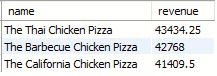 name revenue
The Thai Chicken Pizza 43434.25
The Barbecue Chicken Pizza 42768
The California Chicken Pizza 41409.5